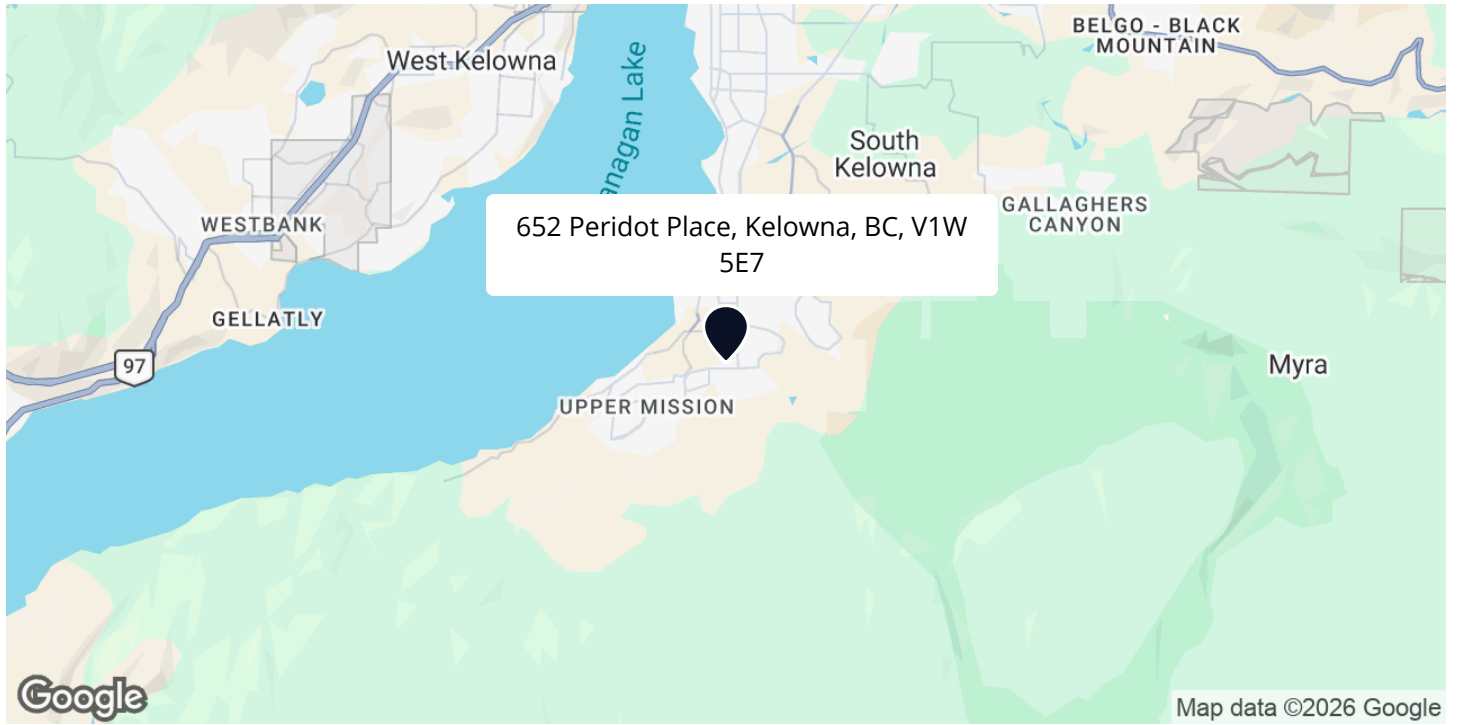 BELGO - BLACK
MOUNTAIN
West Kelowna
anagan Lake
South
Kelowna
GALLAGHERS
CANYON
WESTBANK
652 Peridot Place, Kelowna, BC, V1W
5E7
GELLATLY
97
Myra
UPPER MISSION
Google
Map data ©2026 Google